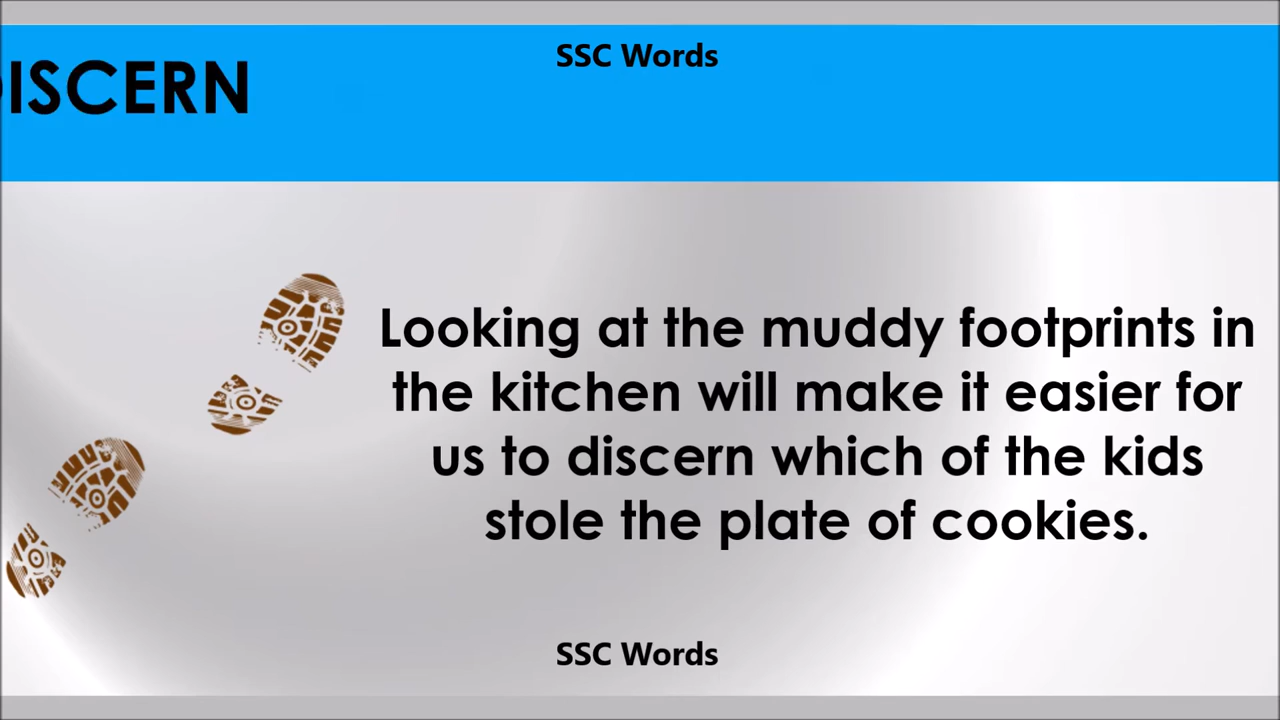 SSC Words
DISCERN
Looking at the muddy footprints in
the kitchen will make it easier for
us to discern which of the kids
stole the plate of cookies.
SSC Words